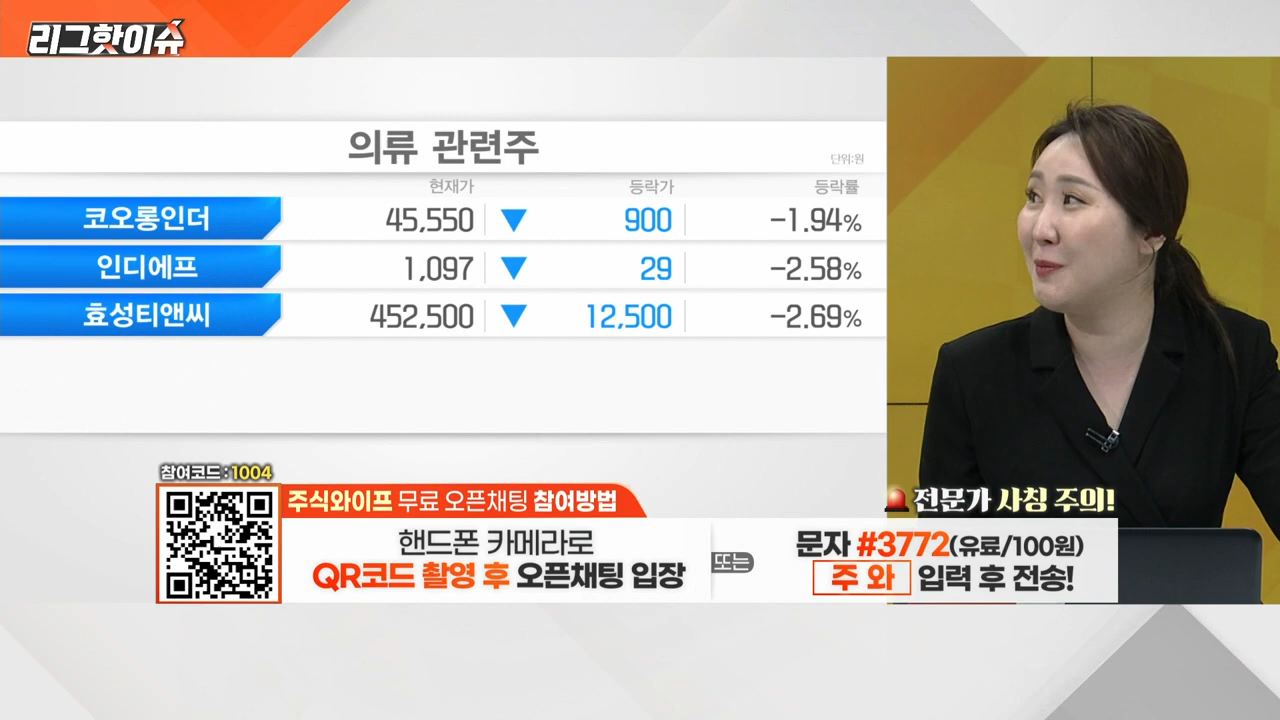 리그핫이슈
의류 관련주
단위:원
현재가 등락가 등락률
코오롱인더 45,550 ▼ 900 -1.94%
인디에프 1,097 ▼ 29 -2.58%
효성티앤씨 452,500 ▼ 12,500 -2.69%
참여코드 : 1004
주식와이프 무료 오픈채팅 참여방법
핸드폰 카메라로
QR코드 촬영 후 오픈채팅 입장
또는
전문가 사칭 주의!
문자 #3772(유료/100원)
주 와 입력 후 전송!